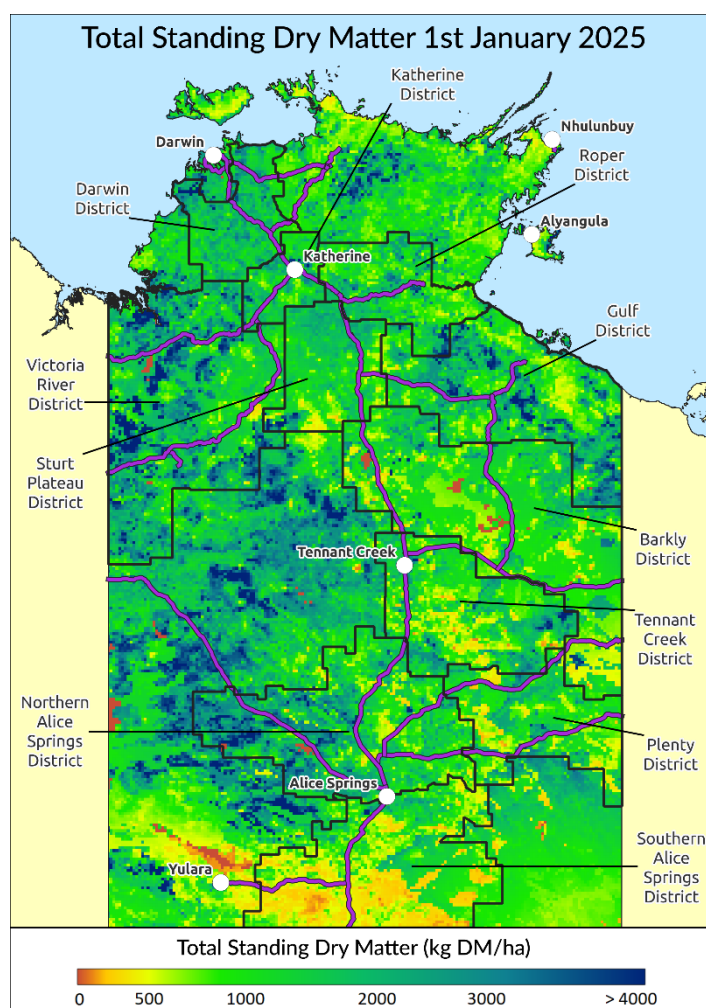 Total Standing Dry Matter 1st January 2025
Katherine
District
Darwin
Nhulunbuy
Roper
District
Darwin
District
Alyangula
Katherine
Gulf
District
Victoria
River
District
Sturt
Plateau
District
Barkly
District
Tennant Creek
Tennant
Creek
District
Northern
Alice
Springs
District
Plenty
District
Alice Springs
Southern
Alice
Springs
District
Yulara
Total Standing Dry Matter (kg DM/ha)
0 500 1000 2000 3000 > 4000